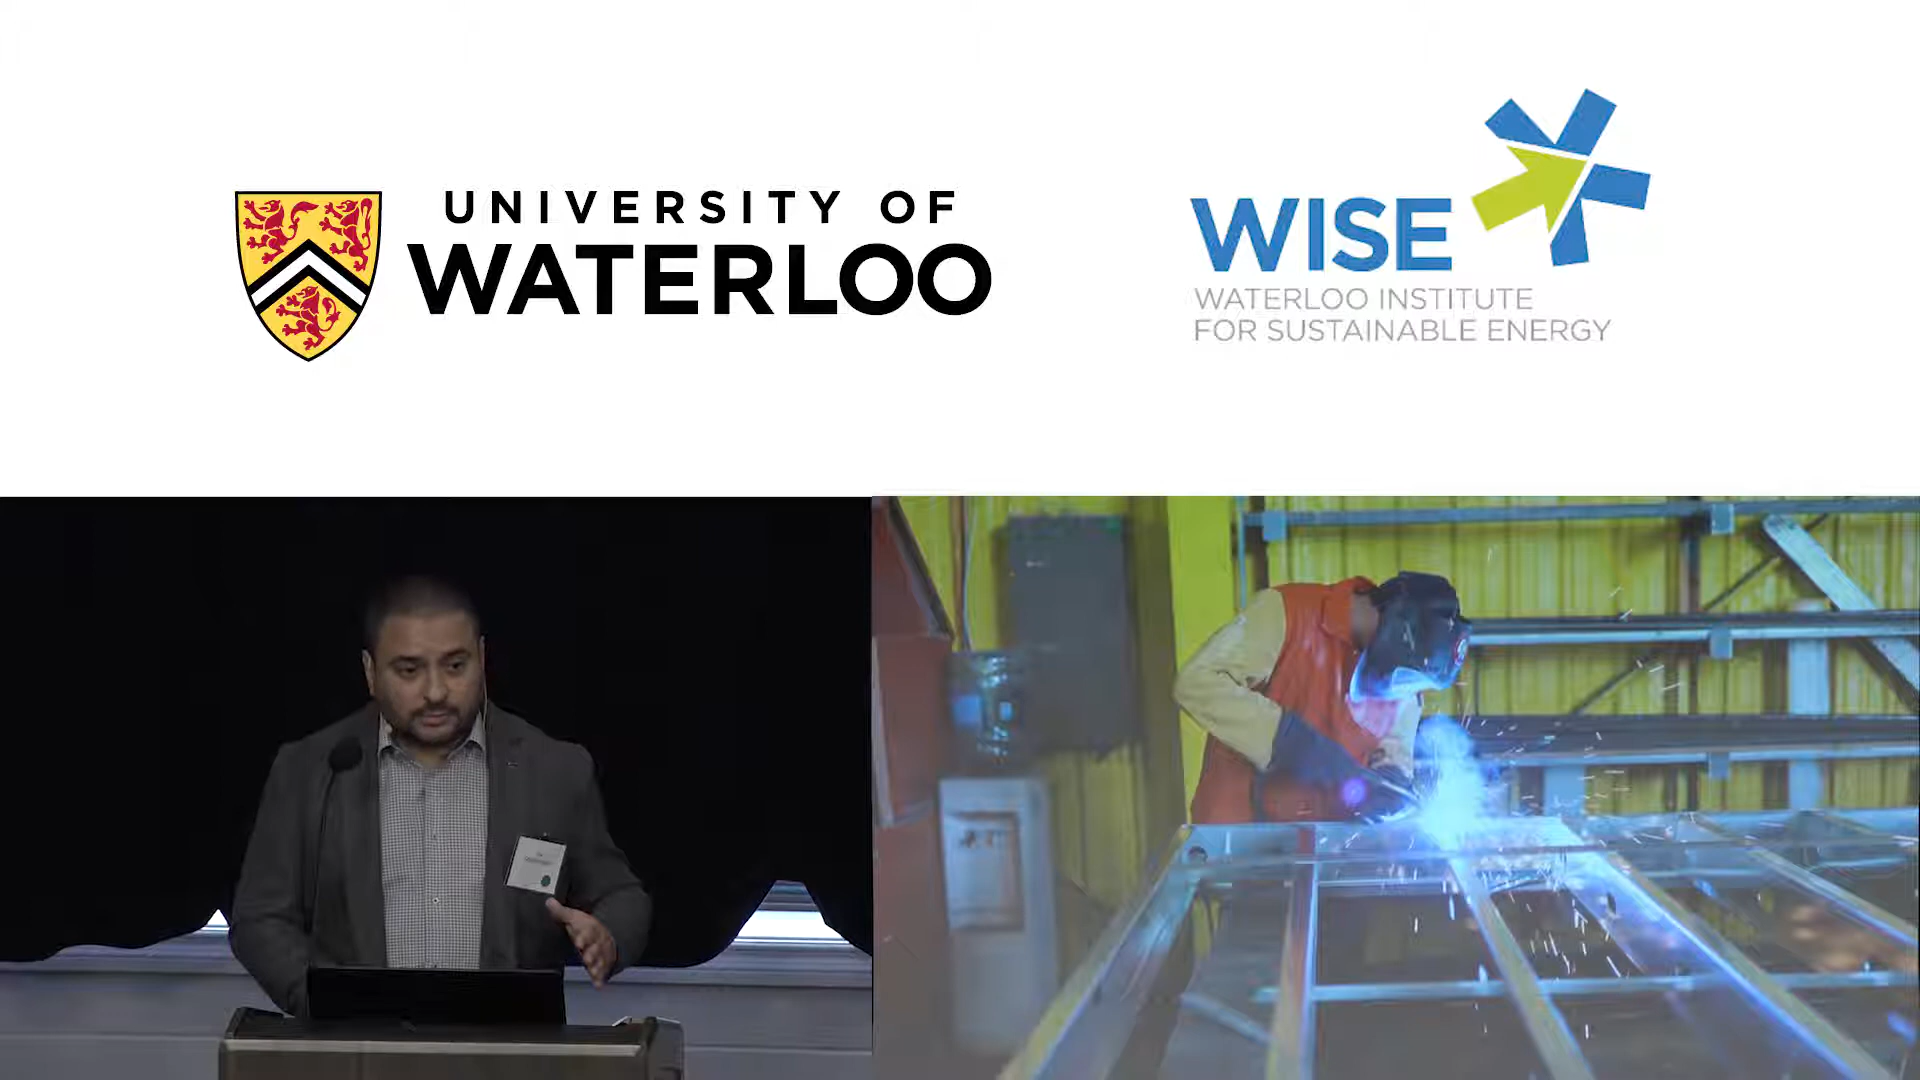 UNIVERSITY OF
WATERLOO
WISE
WATERLOO INSTITUTE
FOR SUSTAINABLE ENERGY